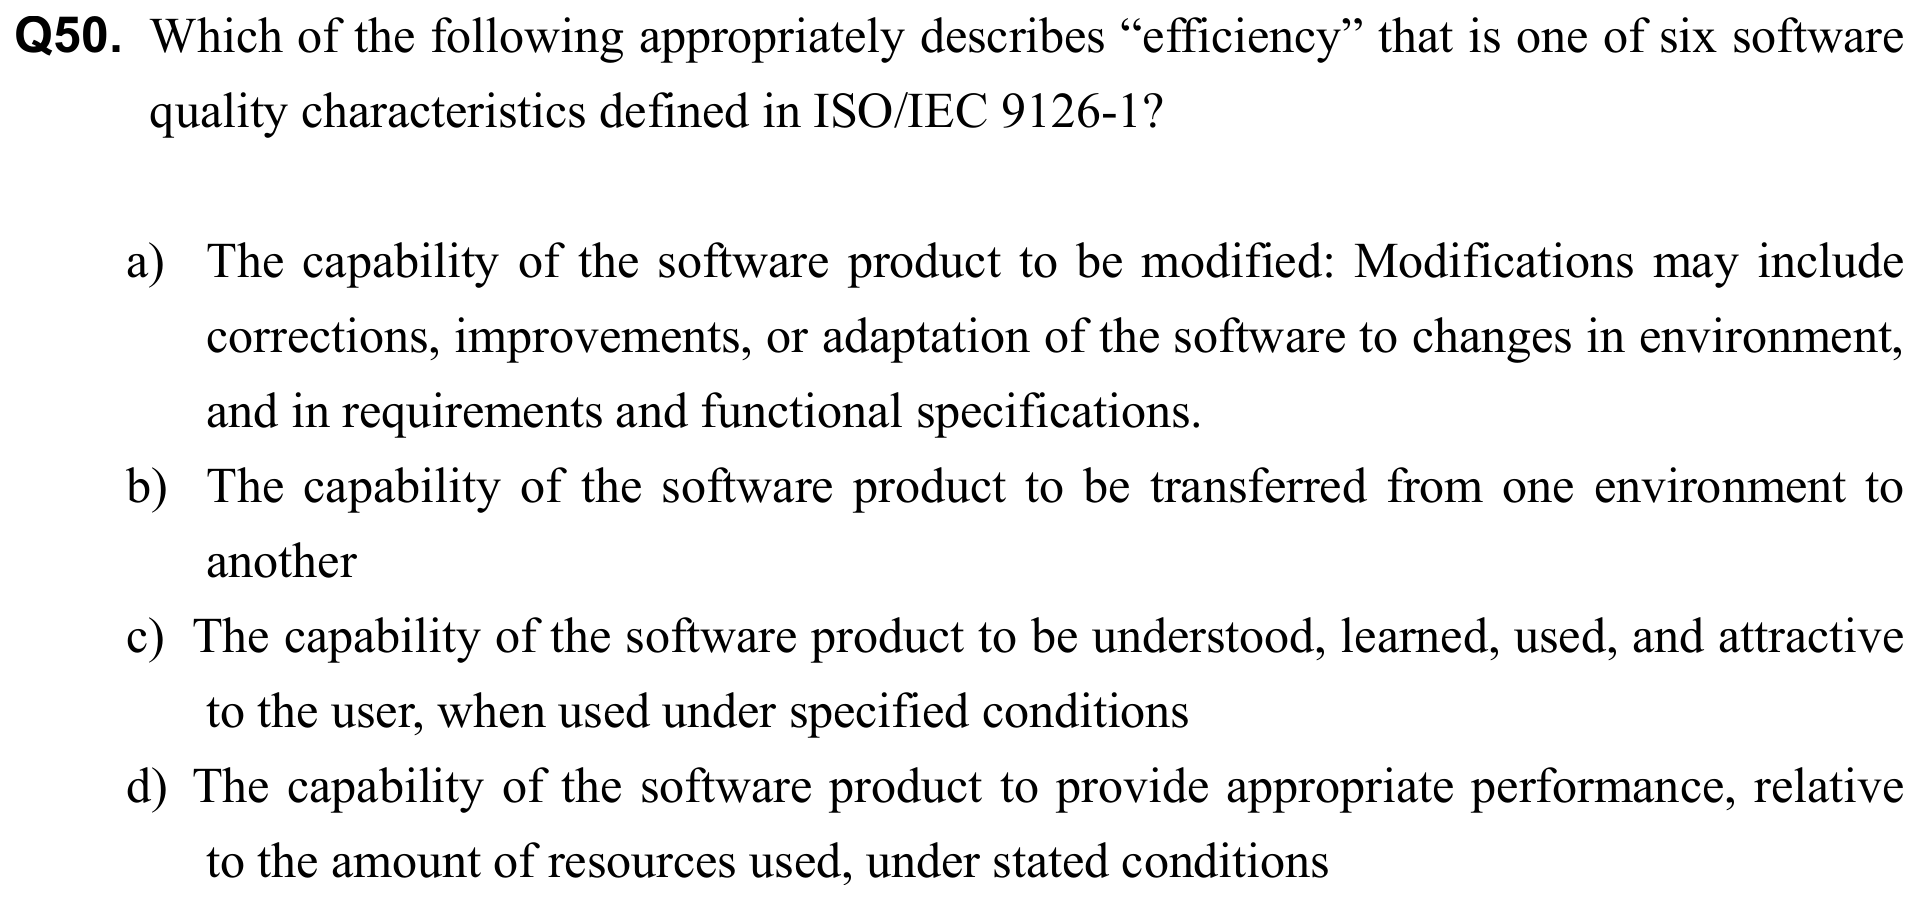 Q50. Which of the following appropriately describes “efficiency” that is one of six software
quality characteristics defined in ISO/IEC 9126-1?
a) The capability of the software product to be modified: Modifications may include
corrections, improvements, or adaptation of the software to changes in environment,
and in requirements and functional specifications.
b) The capability of the software product to be transferred from one environment to
another
c) The capability of the software product to be understood, learned, used, and attractive
to the user, when used under specified conditions
d) The capability of the software product to provide appropriate performance, relative
to the amount of resources used, under stated conditions